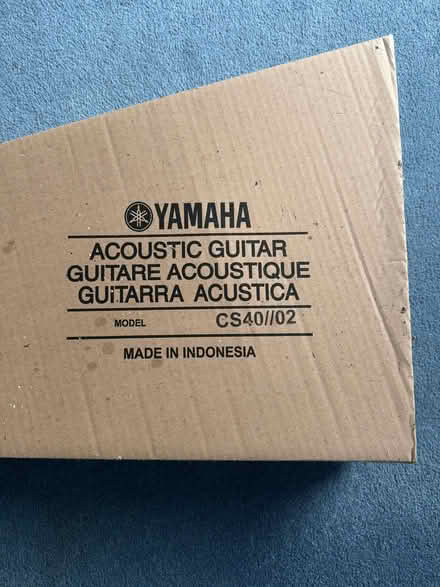 YAMAHA
ACOUSTIC GUITAR
GUITARE ACOUSTIQUE
GUiTARRA ACUSTICA
MODEL CS40//02
MADE IN INDONESIA